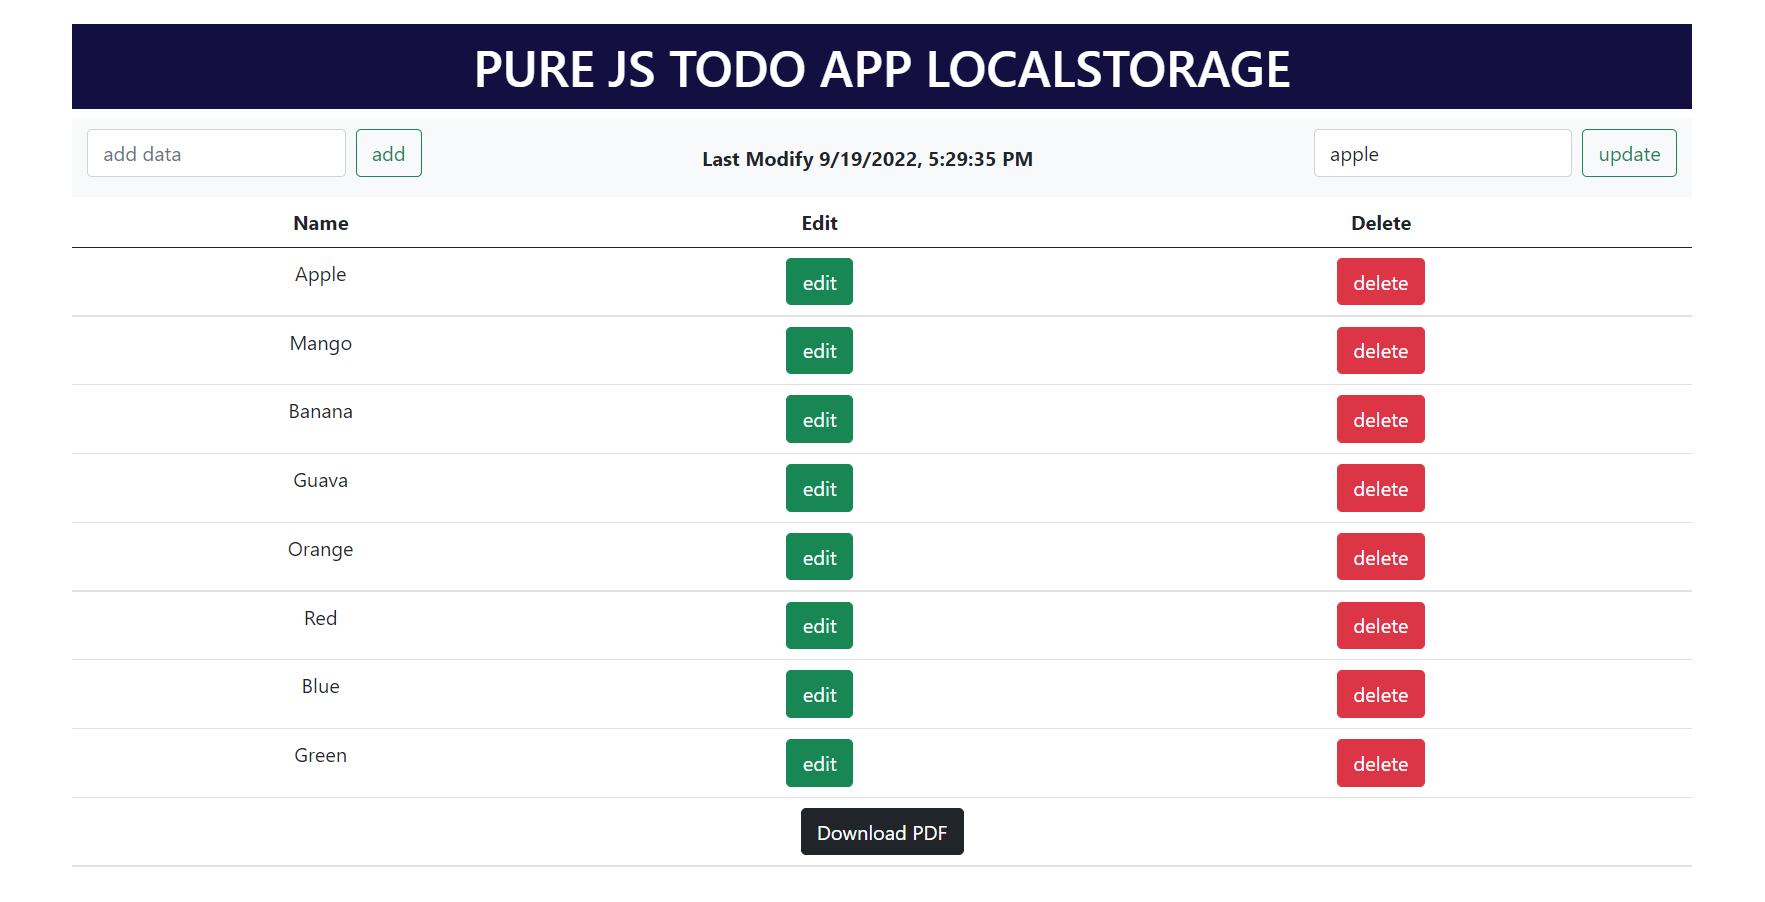 PURE JS TODO APP LOCALSTORAGE
add data add Last Modify 9/19/2022, 5:29:35 PM apple update
Name Edit Delete
Apple edit delete
Mango edit delete
Banana edit delete
Guava edit delete
Orange edit delete
Red edit delete
Blue edit delete
Green edit delete
Download PDF